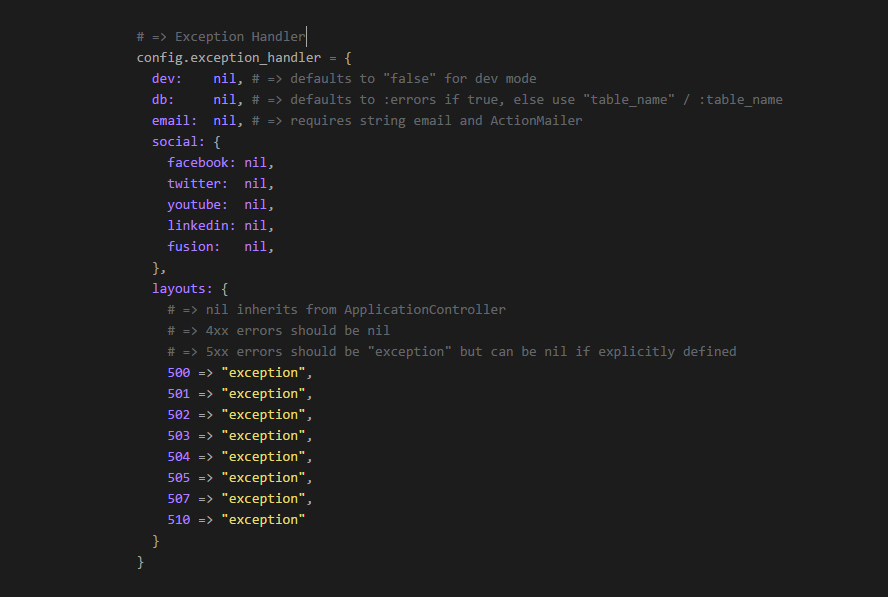 # => Exception Handler
config.exception_handler = {
  dev:    nil, # => defaults to "false" for dev mode
  db:     nil, # => defaults to :errors if true, else use "table_name" / :table_name
  email:  nil, # => requires string email and ActionMailer
  social: {
    facebook: nil,
    twitter:  nil,
    youtube:  nil,
    linkedin: nil,
    fusion:   nil,
  },
  layouts: {
    # => nil inherits from ApplicationController
    # => 4xx errors should be nil
    # => 5xx errors should be "exception" but can be nil if explicitly defined
    500 => "exception",
    501 => "exception",
    502 => "exception",
    503 => "exception",
    504 => "exception",
    505 => "exception",
    507 => "exception",
    510 => "exception"
  }
}